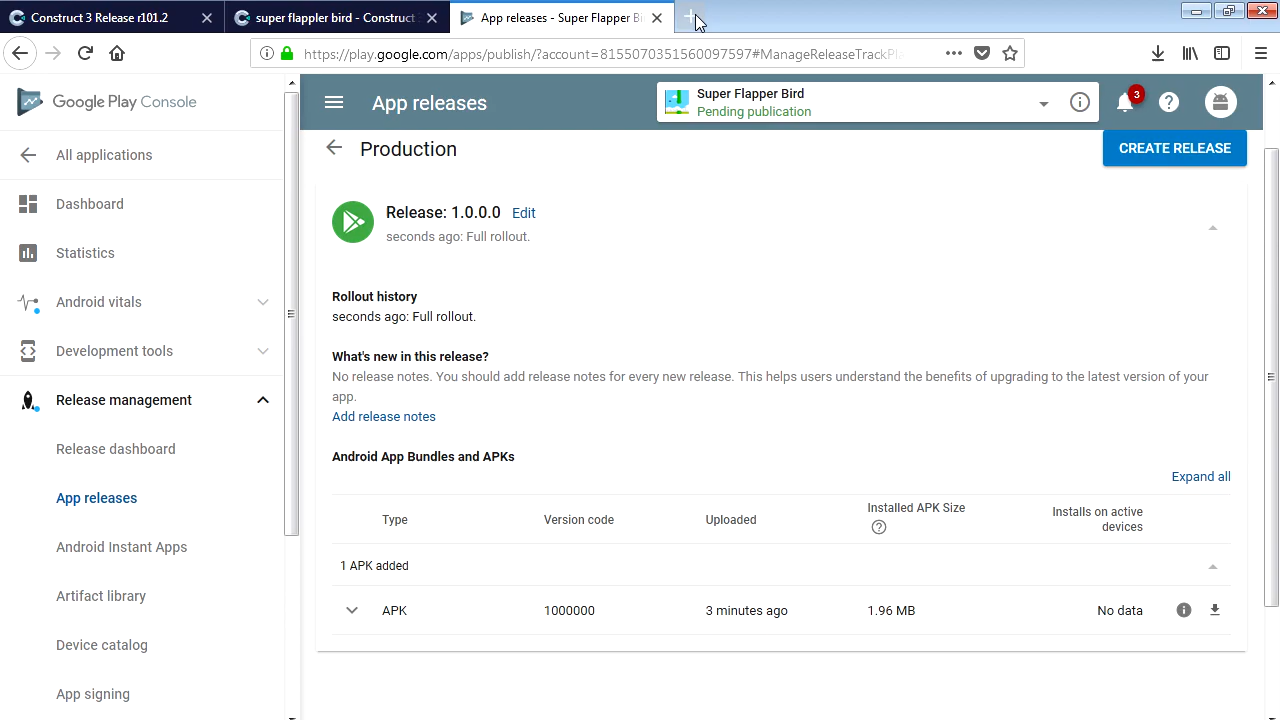 Construct 3 Release r101.2
super flappler bird - Construct
App releases - Super Flapper Bi
https://play.google.com/apps/publish/?account=8155070351560097597#ManageReleaseTrackPl
Google Play Console
App releases
Super Flapper Bird
Pending publication
3
All applications
Dashboard
Statistics
Android vitals
Development tools
Release management
Release dashboard
App releases
Android Instant Apps
Artifact library
Device catalog
App signing
Production
CREATE RELEASE
Release: 1.0.0.0 Edit
seconds ago: Full rollout.
Rollout history
seconds ago: Full rollout.
What's new in this release?
No release notes. You should add release notes for every new release. This helps users understand the benefits of upgrading to the latest version of your
app.
Add release notes
Android App Bundles and APKs
Expand all
Type Version code Uploaded Installed APK Size Installs on active devices
1 APK added
APK 1000000 3 minutes ago 1.96 MB No data